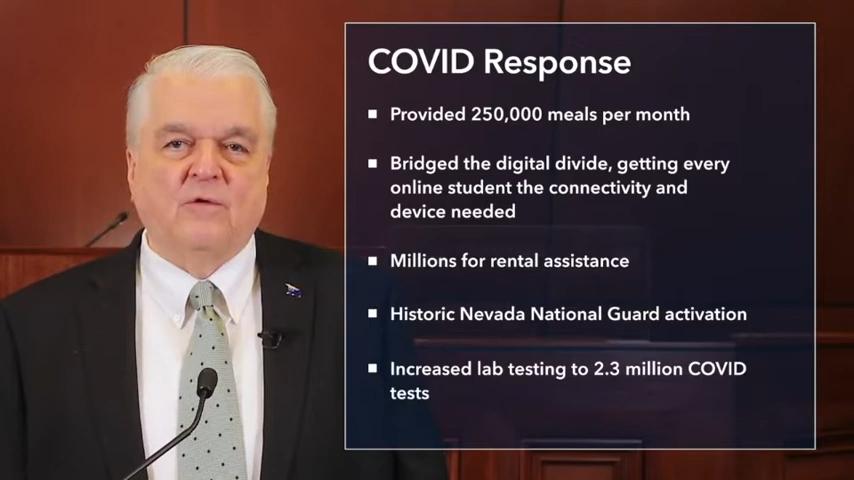 COVID Response
Provided 250,000 meals per month
Bridged the digital divide, getting every
online student the connectivity and
device needed
Millions for rental assistance
Historic Nevada National Guard activation
Increased lab testing to 2.3 million COVID
tests